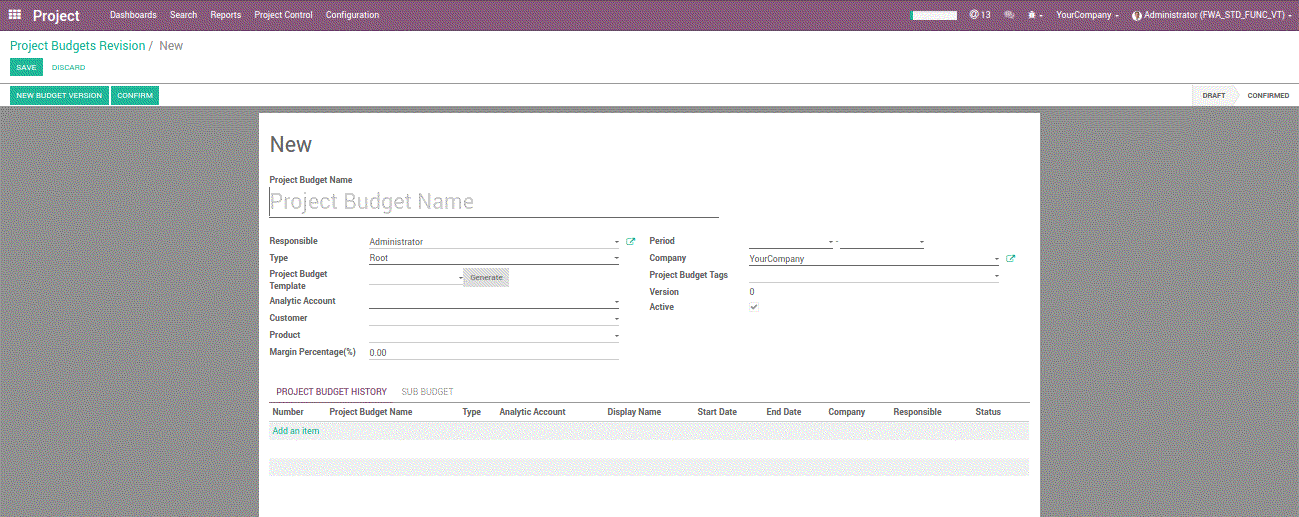 Project Dashboards Search Reports Project Control Configuration 13 YourCompany Administrator (FWA_STD_FUNC_VT)
Project Budgets Revision / New
SAVE DISCARD
NEW BUDGET VERSION CONFIRM DRAFT CONFIRMED
New
Project Budget Name
Project Budget Name
Responsible Administrator
Type Root
Project Budget Template Generate
Analytic Account
Customer
Product
Margin Percentage(%) 0.00
Period -
Company YourCompany
Project Budget Tags
Version 0
Active
PROJECT BUDGET HISTORY SUB BUDGET
Number Project Budget Name Type Analytic Account Display Name Start Date End Date Company Responsible Status
Add an item